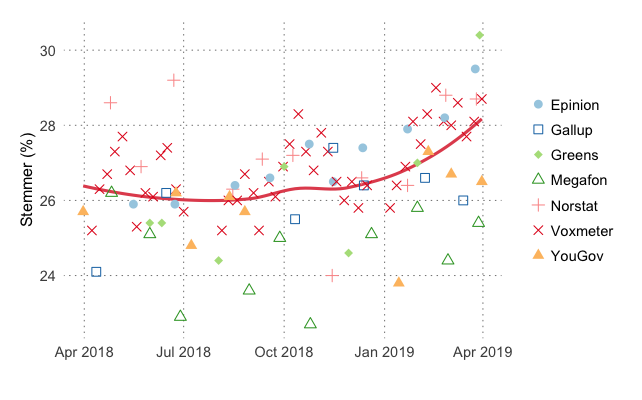 Stemmer (%)
30
28
26
24
Apr 2018
Jul 2018
Oct 2018
Jan 2019
Apr 2019
Epinion
Gallup
Greens
Megafon
Norstat
Voxmeter
YouGov